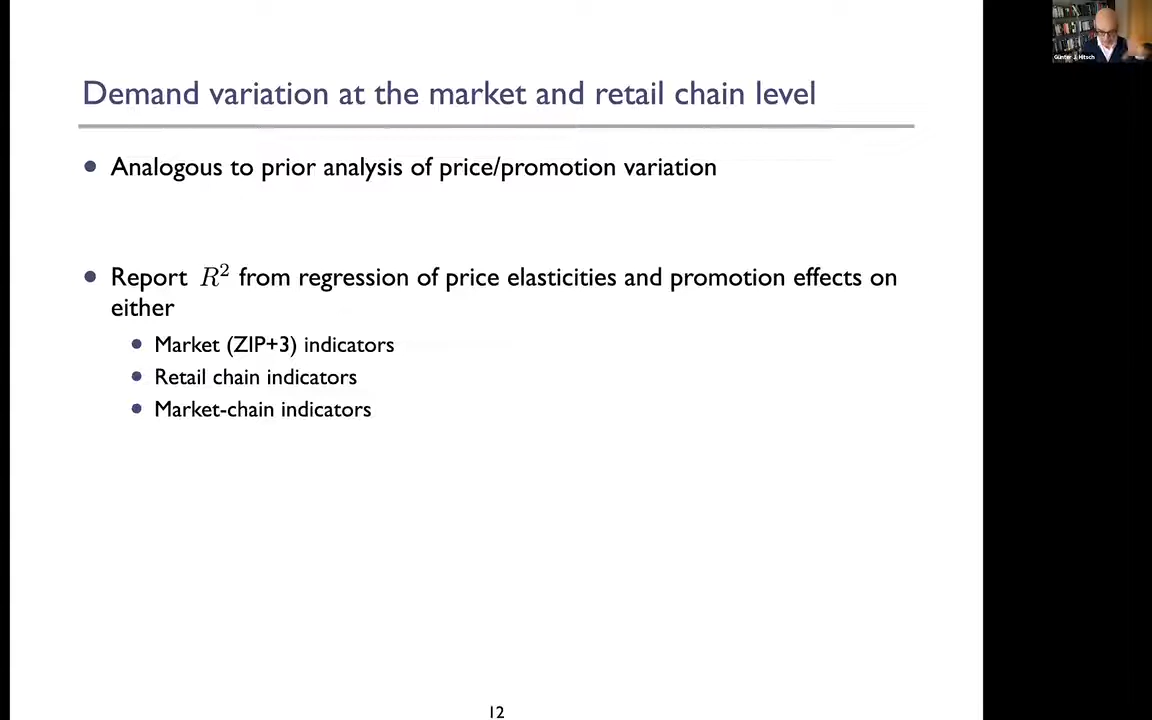 Günter J. Hitsch
Demand variation at the market and retail chain level
• Analogous to prior analysis of price/promotion variation
• Report R² from regression of price elasticities and promotion effects on
either
• Market (ZIP+3) indicators
• Retail chain indicators
• Market-chain indicators
12